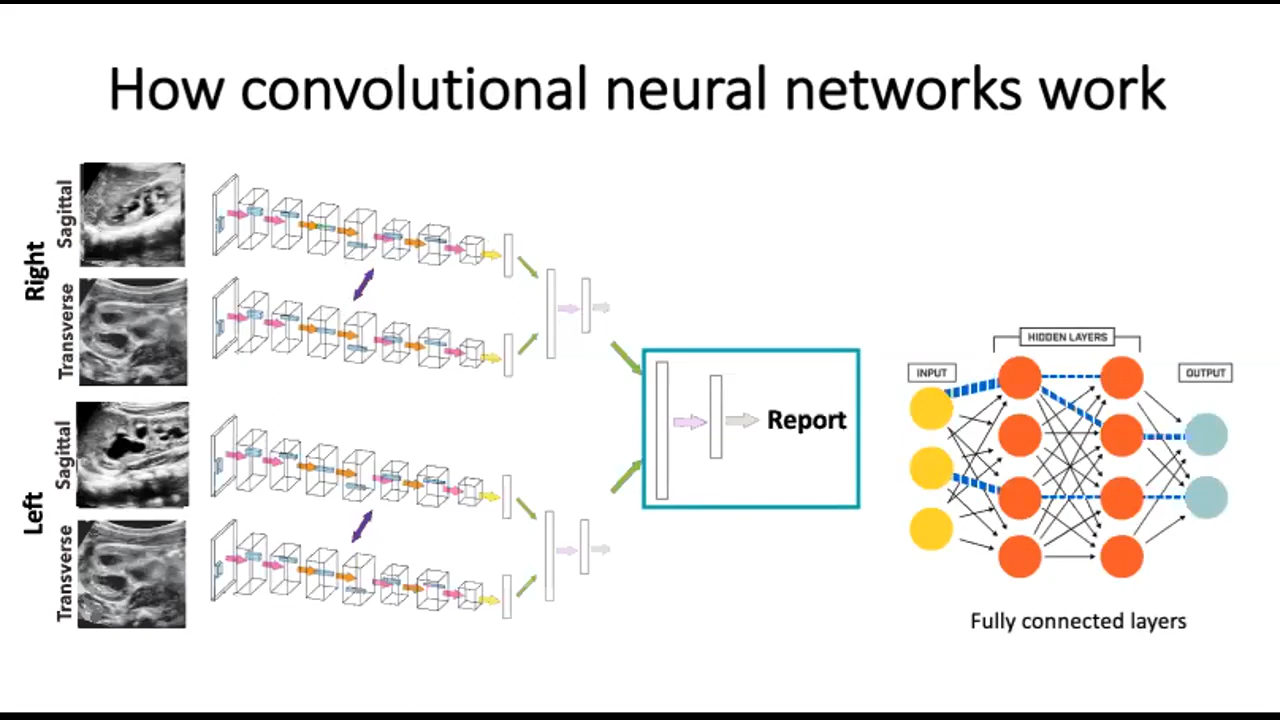 How convolutional neural networks work
Right
Sagittal
Transverse
Left
Sagittal
Transverse
Report
HIDDEN LAYERS
INPUT
OUTPUT
Fully connected layers